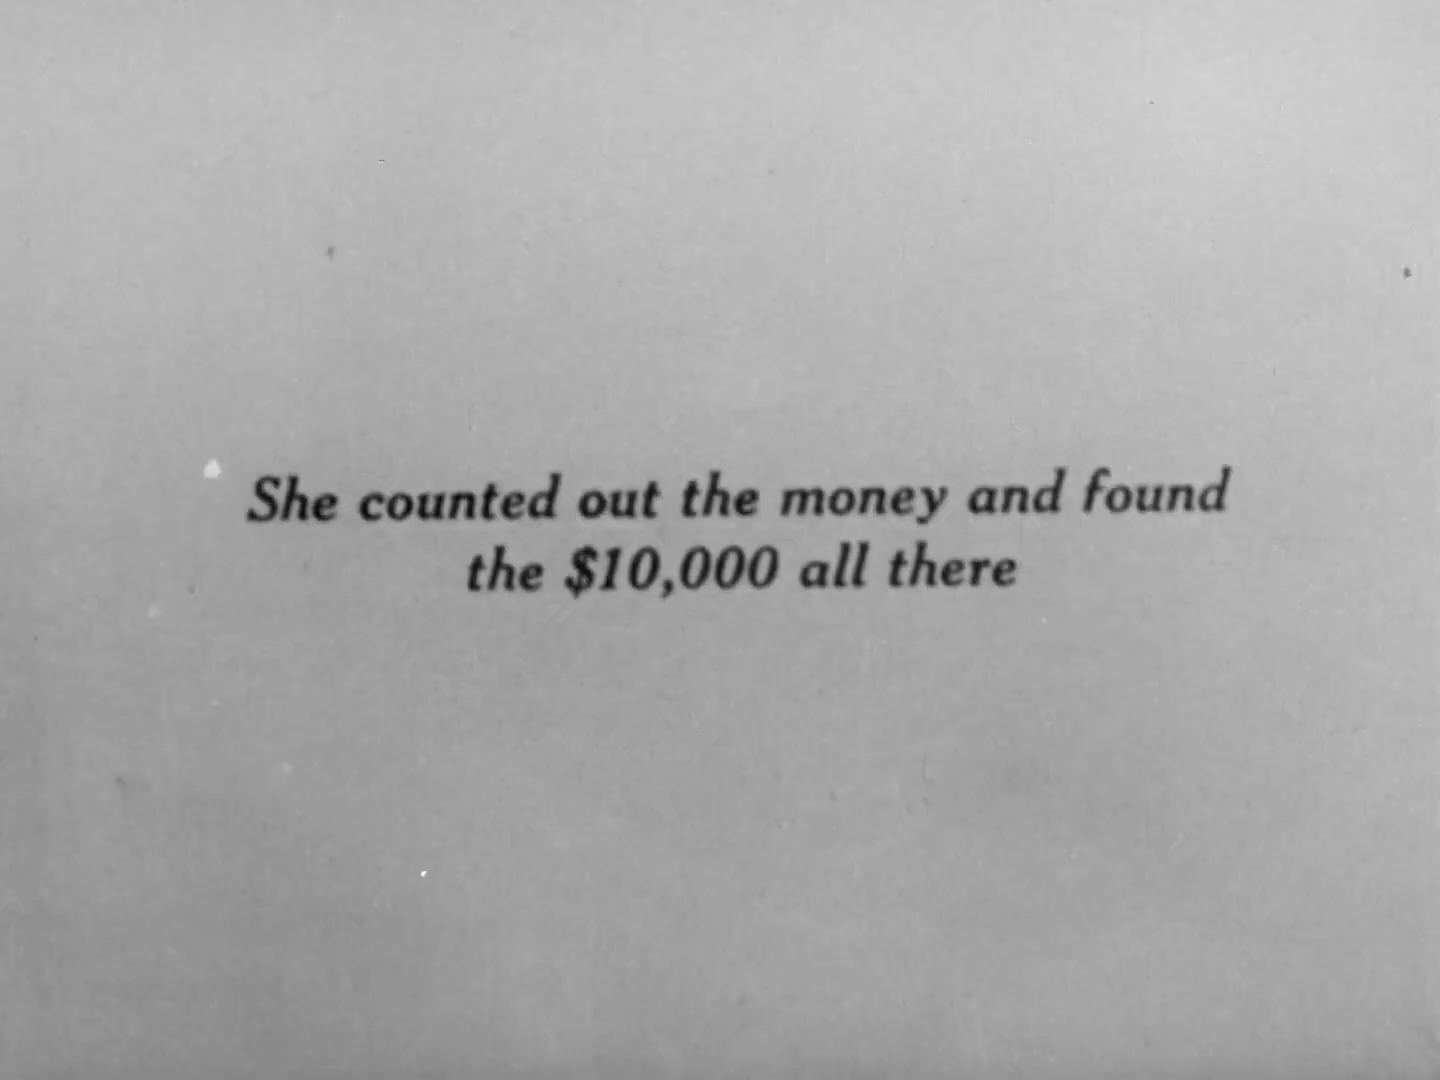 She counted out the money and found
the $10,000 all there